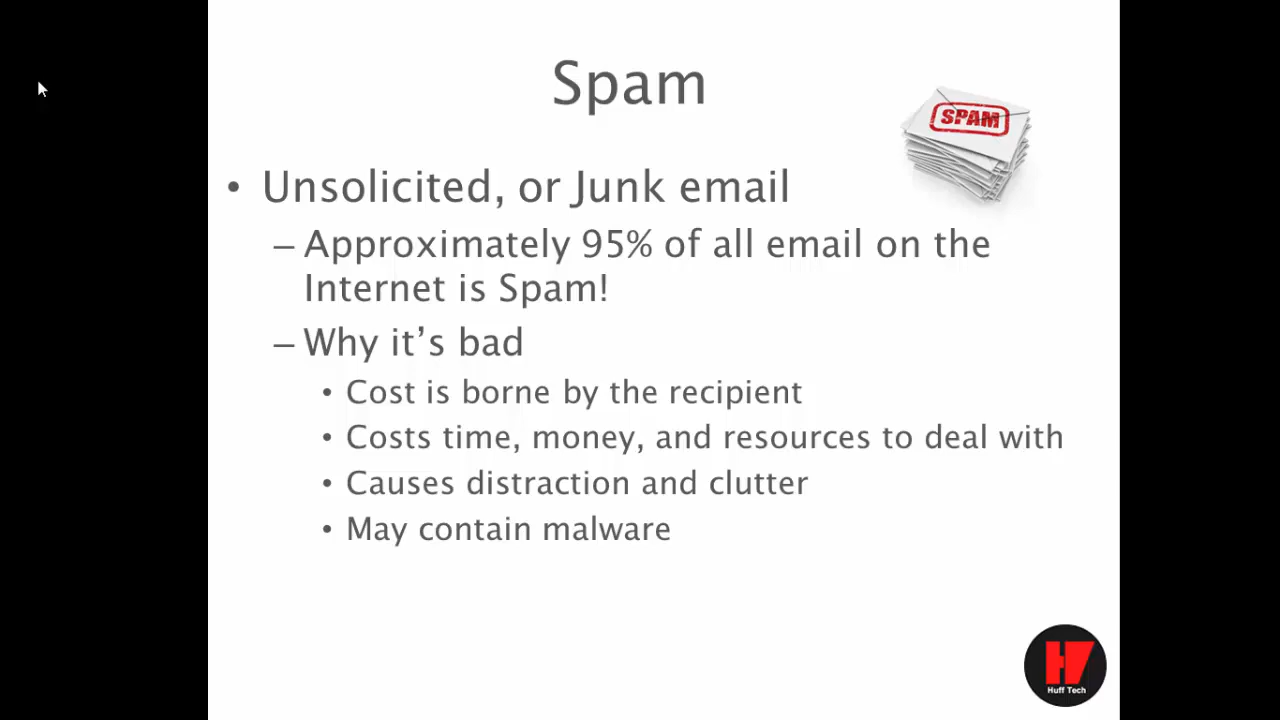 Spam
SPAM
• Unsolicited, or Junk email
– Approximately 95% of all email on the
Internet is Spam!
– Why it’s bad
• Cost is borne by the recipient
• Costs time, money, and resources to deal with
• Causes distraction and clutter
• May contain malware
H7
Huff Tech